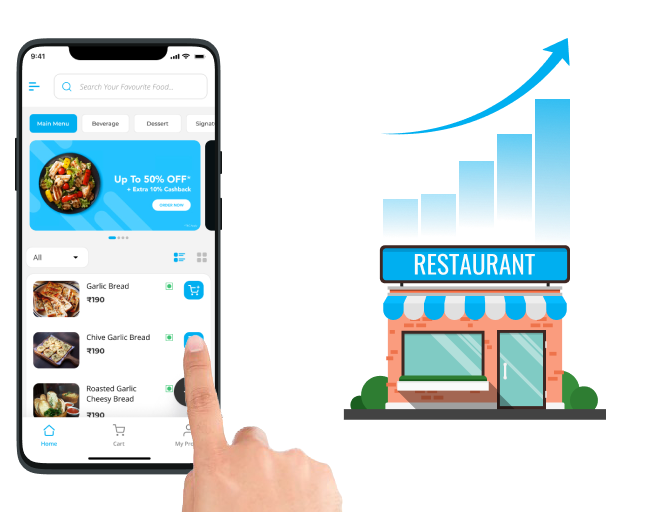 9:41
Search Your Favourite Food...
Main Menu
Beverage
Dessert
Signat
Up To 50% OFF*
+ Extra 10% Cashback
ORDER NOW
All
Garlic Bread
₹190
Chive Garlic Bread
₹190
Roasted Garlic
Cheesy Bread
₹190
Home
Cart
My Pro
RESTAURANT